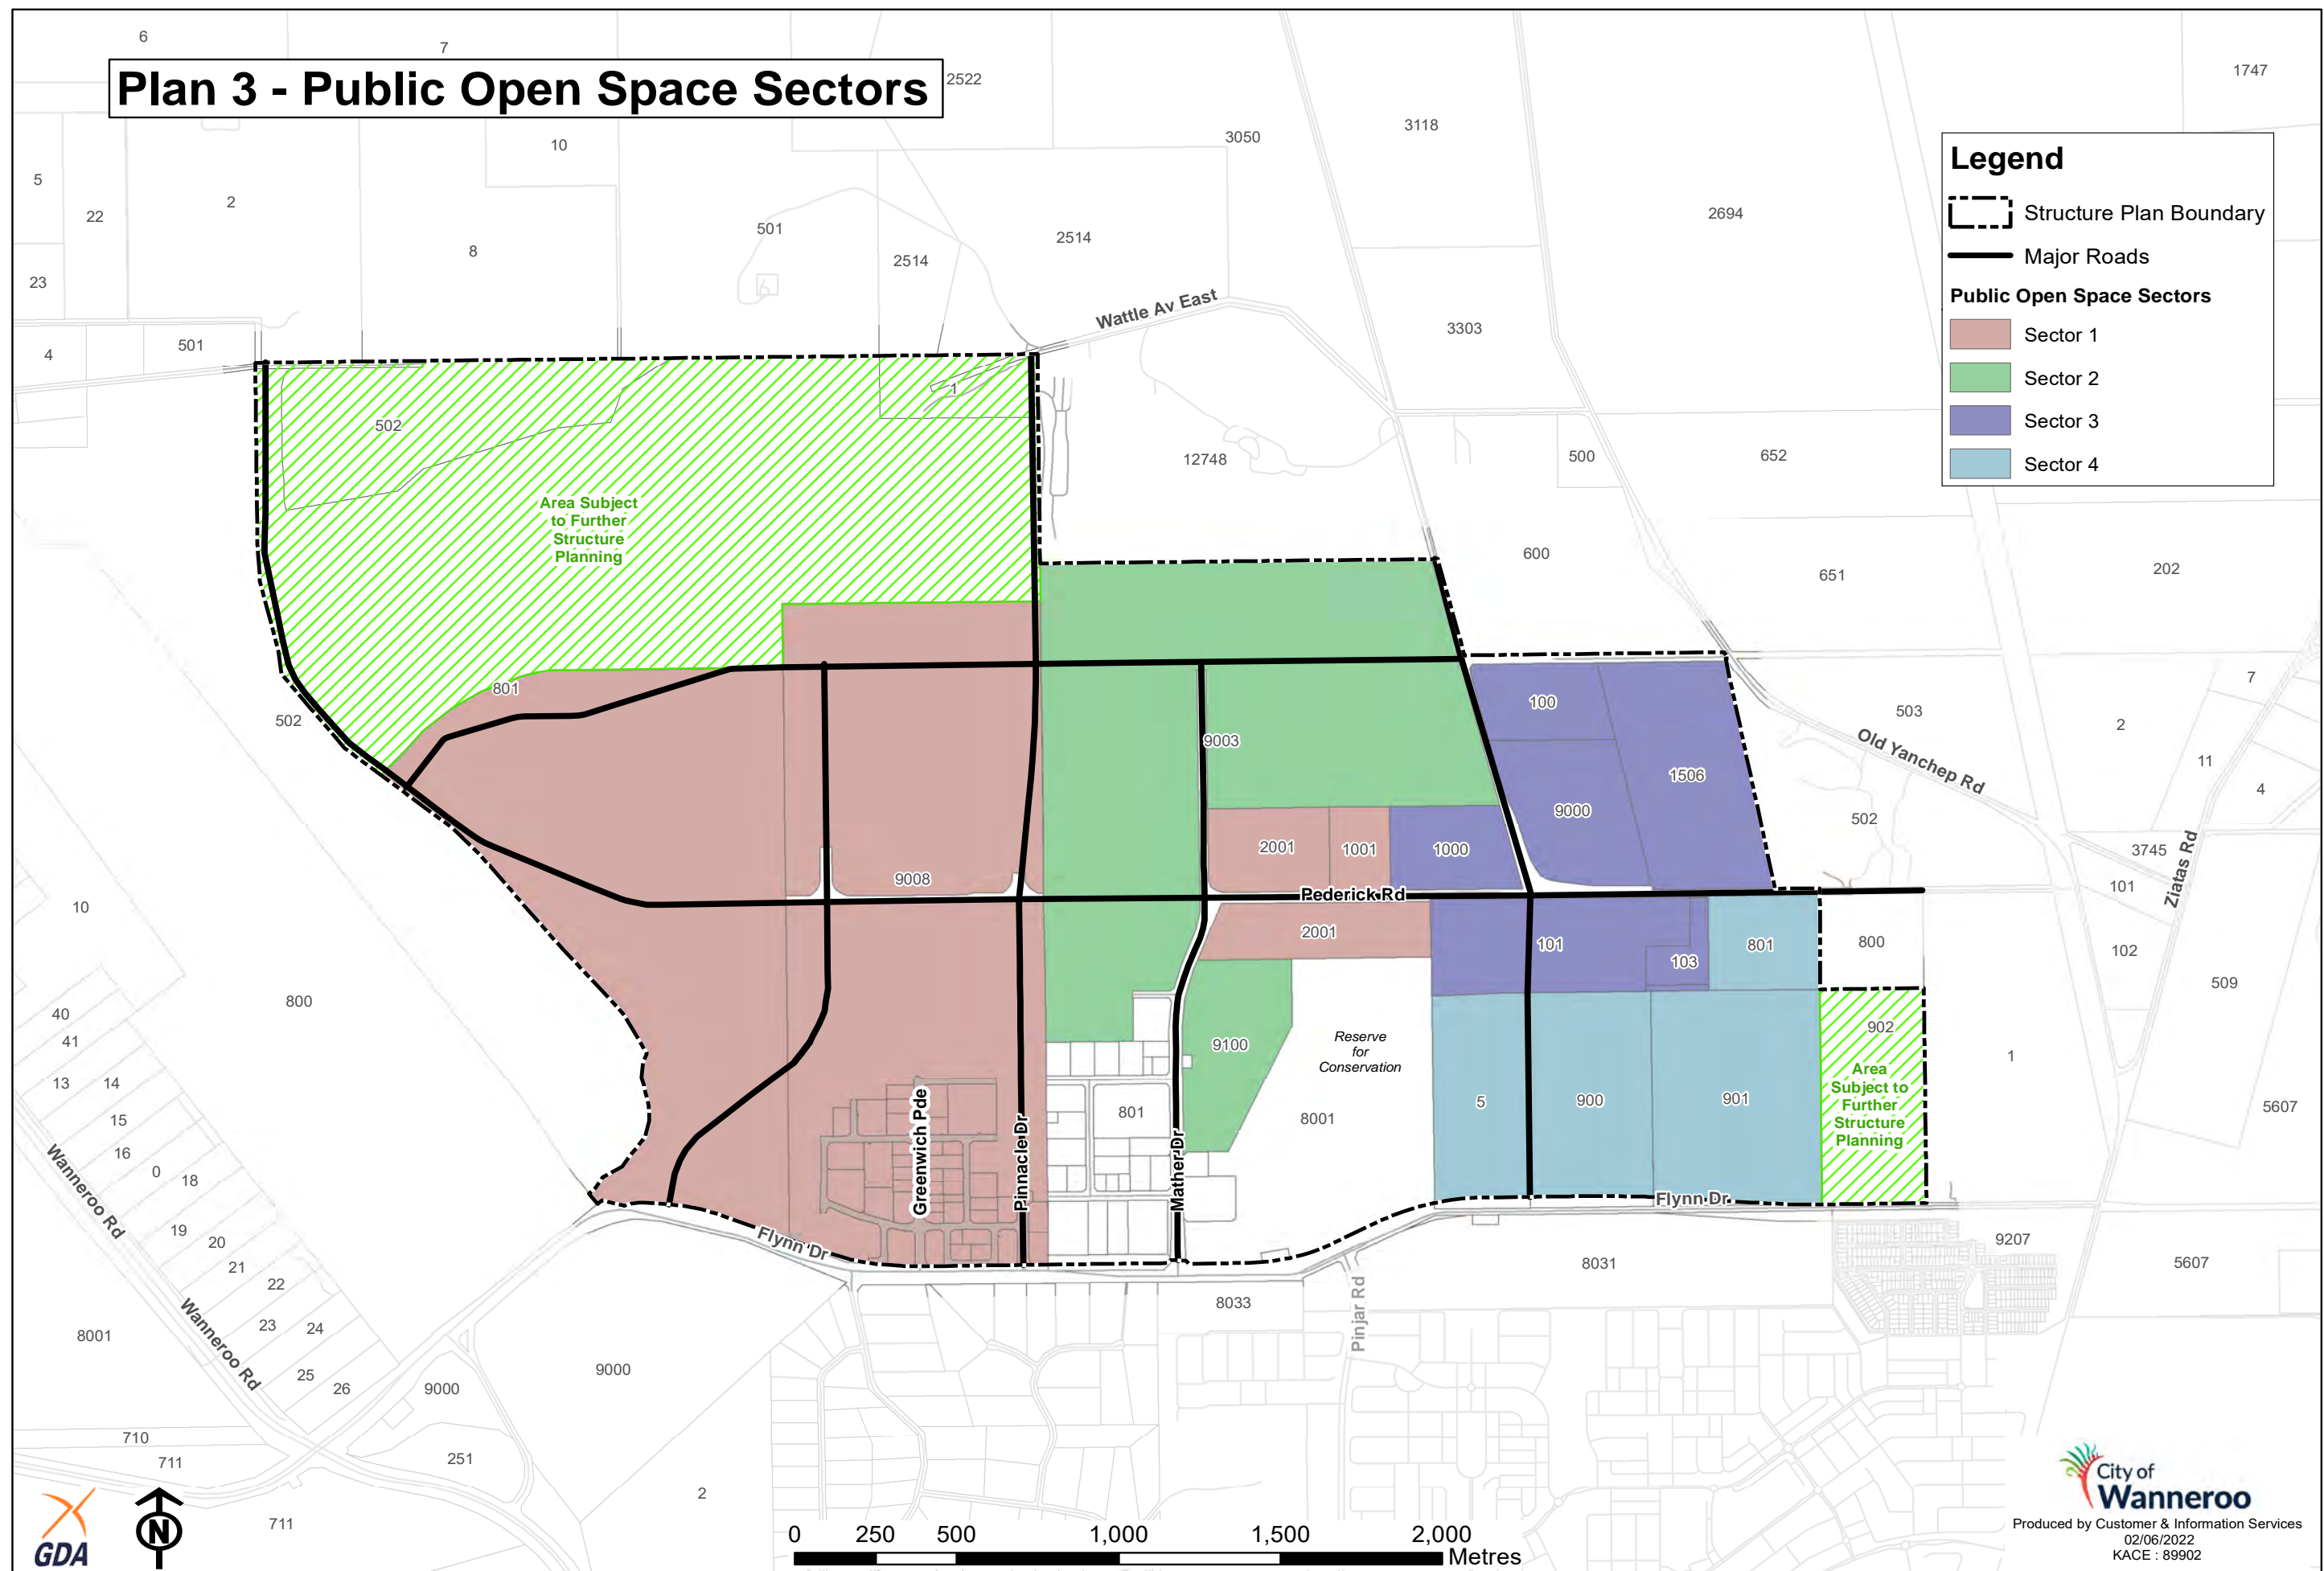 Plan 3 - Public Open Space Sectors
6
7
2522
1747
10
3050
3118
5
22
2
501
2514
2514
2694
8
23
Wattle Av East
3303
4
501
1
502
12748
500
652
Area Subject
to Further
Structure
Planning
600
651
202
801
502
100
503
7
2
Old Yanchep Rd
9003
1506
11
4
9000
502
2001
1001
1000
3745
Ziatas Rd
101
9008
Pederick Rd
10
2001
101
103
801
800
102
509
800
40
41
13
14
15
16
0
18
19
20
21
22
23
24
25
26
Reserve
for
Conservation
902
Area
Subject to
Further
Structure
Planning
1
9100
801
8001
5
900
901
5607
Greenwich Pde
Pinnacle Dr
Mather Dr
Flynn Dr
Flynn Dr
Wanneroo Rd
Wanneroo Rd
9207
5607
8031
8033
Pinjar Rd
8001
9000
9000
710
711
251
2
711
Legend
Structure Plan Boundary
Major Roads
Public Open Space Sectors
Sector 1
Sector 2
Sector 3
Sector 4
GDA
N
0 250 500 1,000 1,500 2,000
Metres
City of
Wanneroo
Produced by Customer & Information Services
02/06/2022
KACE : 89902